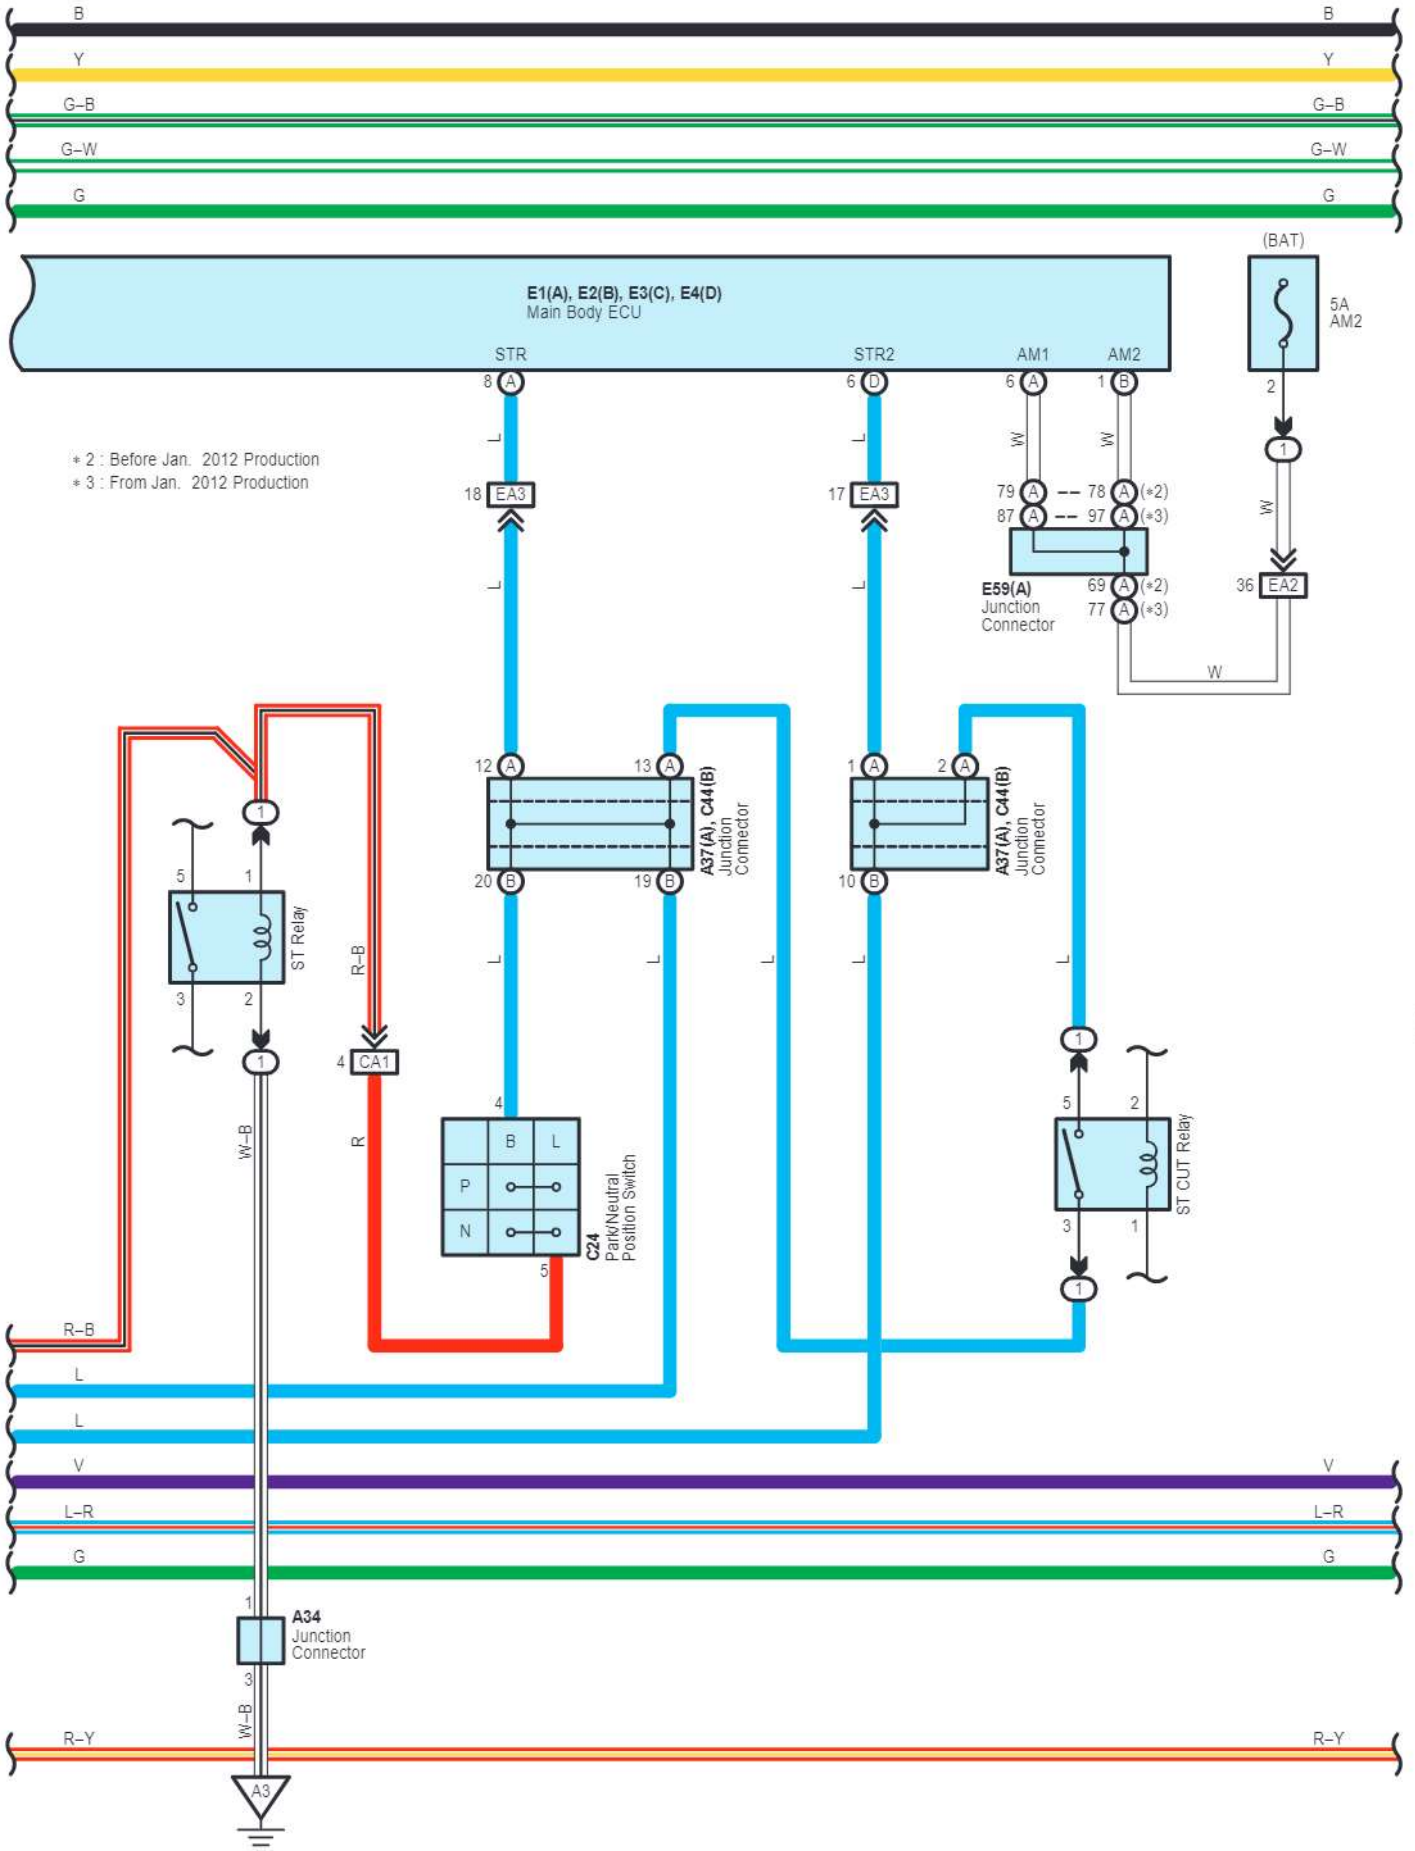 B B
Y Y
G–B G–B
G–W G–W
G G
(BAT)
E1(A), E2(B), E3(C), E4(D)
Main Body ECU
5A
AM2
STR STR2 AM1 AM2
8 A 6 D 6 A 1 B 2
L L W W 1
∗ 2 : Before Jan. 2012 Production
∗ 3 : From Jan. 2012 Production
18 EA3 17 EA3 79 A 78 A (∗2)
87 A 97 A (∗3)
W
L L
E59(A)
Junction
Connector
69 A (∗2)
77 A (∗3)
36 EA2
W
12 A 13 A 1 A 2 A
1
A37(A), C44(B)
Junction
Connector
A37(A), C44(B)
Junction
Connector
5 1
20 B 19 B 10 B
ST Relay
R–B
L L L L L
3 2
1
4 CA1
1
W–B
R
4
B L
P
N
C24
Park/Neutral
Position Switch
5
5 2
ST CUT Relay
3 1
1
R–B
L
L
V V
L–R L–R
G G
1
A34
Junction
Connector
3
W–B
R–Y R–Y
A3